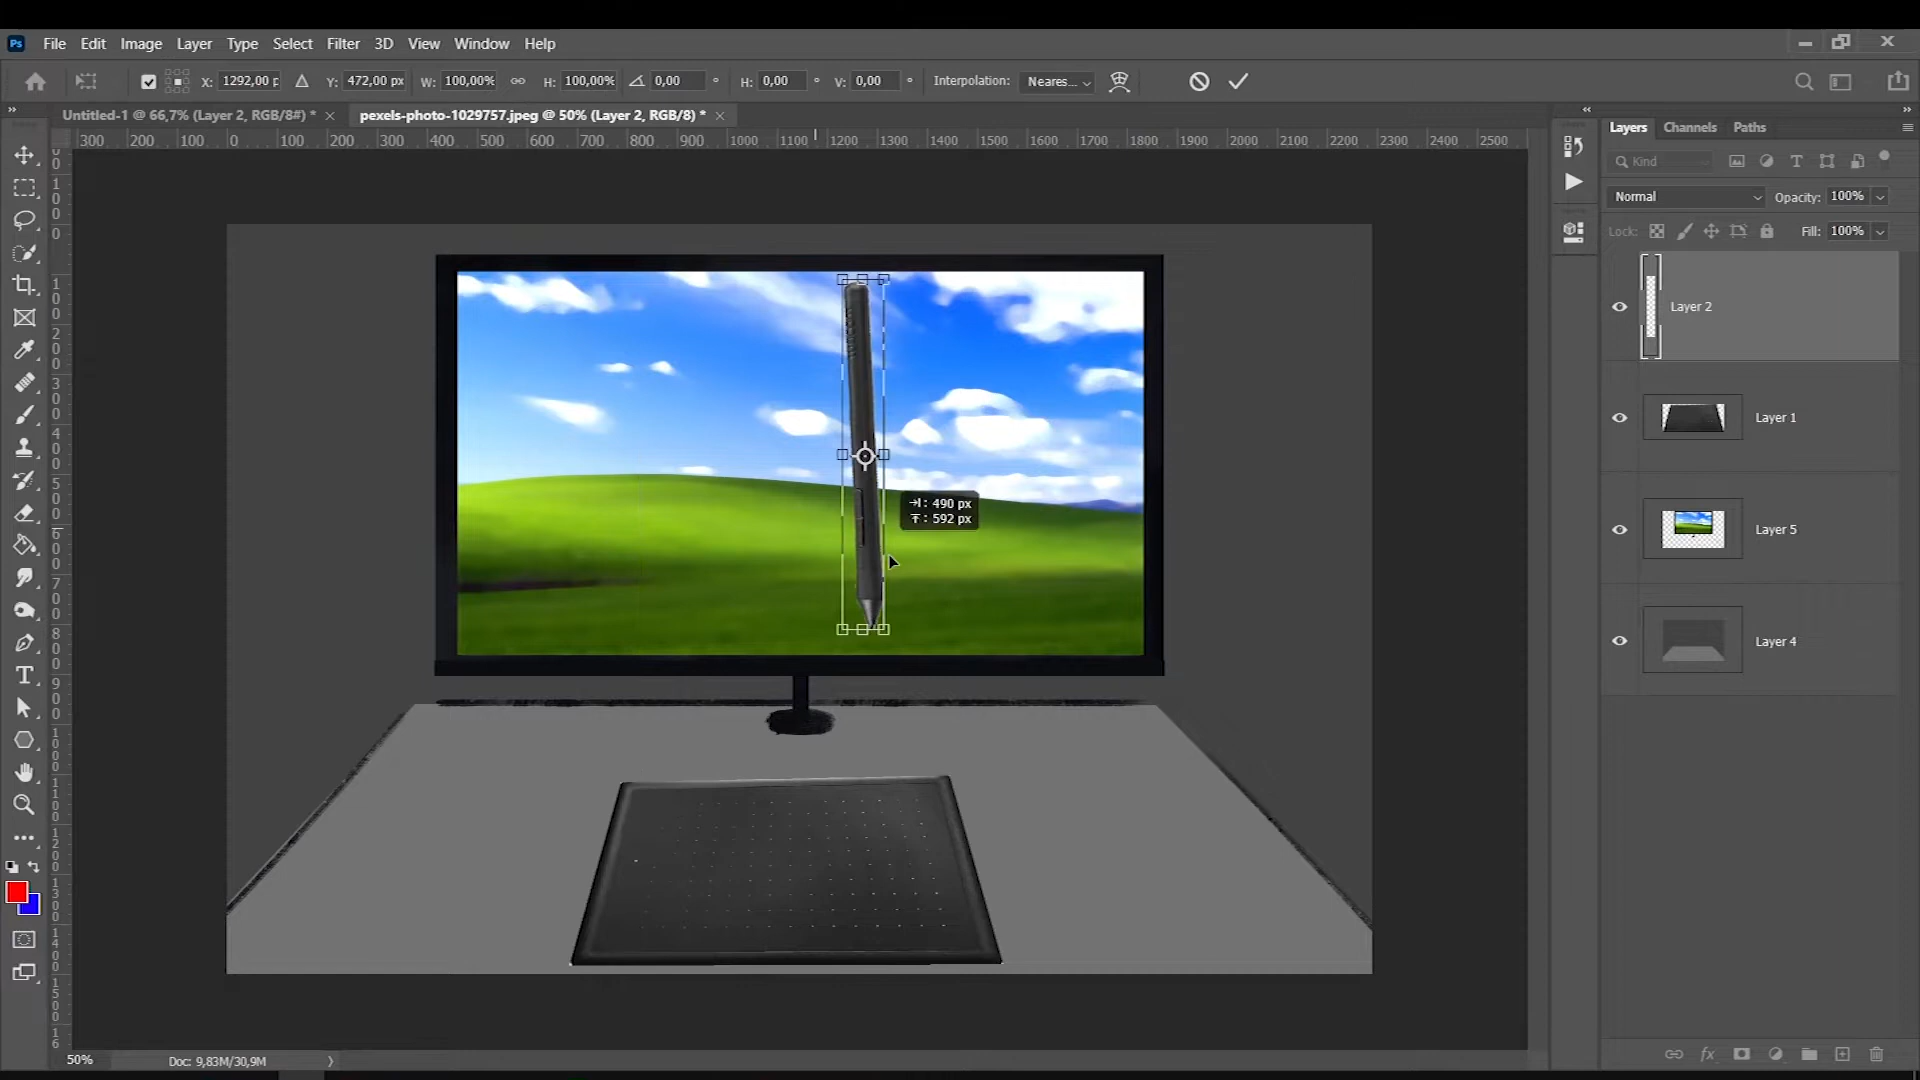 Ps File Edit Image Layer Type Select Filter 3D View Window Help
X: 1292,00 p Y: 472,00 px W: 100,00% H: 100,00% 0,00 ° H: 0,00 ° V: 0,00 ° Interpolation: Neares...
Untitled-1 @ 66,7% (Layer 2, RGB/8#) * × pexels-photo-1029757.jpeg @ 50% (Layer 2, RGB/8) * ×
300 200 100 0 100 200 300 400 500 600 700 800 900 1000 1100 1200 1300 1400 1500 1600 1700 1800 1900 2000 2100 2200 2300 2400 2500
Layers Channels Paths
Kind
Normal Opacity: 100%
Lock: Fill: 100%
Layer 2
Layer 1
: 490 px
: 592 px
Layer 5
Layer 4
fx
50% Doc: 9,83M/30,9M